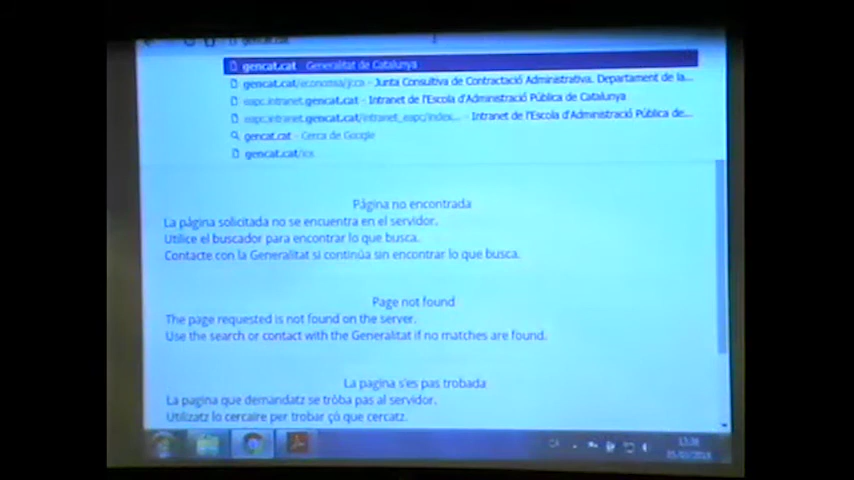 gencat.cat
gencat.cat - Generalitat de Catalunya
gencat.cat/economia/jcca - Junta Consultiva de Contractació Administrativa. Departament de la...
eapc.intranet.gencat.cat - Intranet de l'Escola d'Administració Pública de Catalunya
eapc.intranet.gencat.cat/intranet_eapc/index... - Intranet de l'Escola d'Administració Pública de...
gencat.cat - Cerca de Google
gencat.cat/ics
Página no encontrada
La página solicitada no se encuentra en el servidor.
Utilice el buscador para encontrar lo que busca.
Contacte con la Generalitat si continúa sin encontrar lo que busca.
Page not found
The page requested is not found on the server.
Use the search or contact with the Generalitat if no matches are found.
La pagina s'es pas trobada
La pagina que demandatz se tròba pas al servidor.
Utilizatz lo cercaire per trobar çò que cercatz.
CA